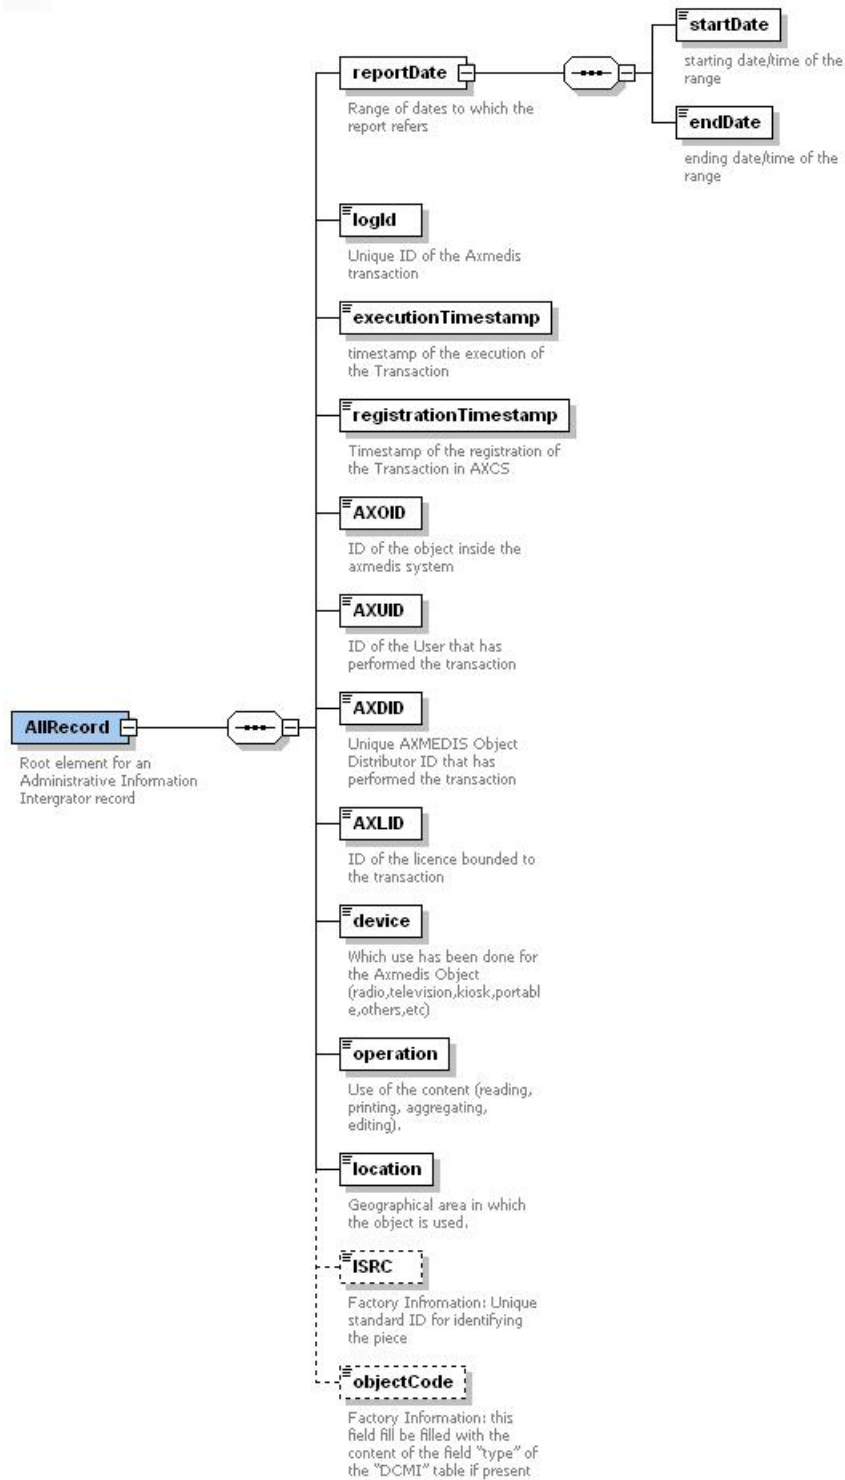 startDate
starting date/time of the
range
reportDate
Range of dates to which the
report refers
endDate
ending date/time of the
range
logId
Unique ID of the Axmedis
transaction
executionTimestamp
timestamp of the execution of
the Transaction
registrationTimestamp
Timestamp of the registration of
the Transaction in AXCS
AXOID
ID of the object inside the
axmedis system
AXUID
ID of the User that has
performed the transaction
AXDID
Unique AXMEDIS Object
Distributor ID that has
performed the transaction
AIIRecord
Root element for an
Administrative Information
Intergrator record
AXLID
ID of the licence bounded to
the transaction
device
Which use has been done for
the Axmedis Object
(radio,television,kiosk,portabl
e,others,etc)
operation
Use of the content (reading,
printing, aggregating,
editing).
location
Geographical area in which
the object is used.
ISRC
Factory Infromation: Unique
standard ID for identifying
the piece
objectCode
Factory Information: this
field fill be filled with the
content of the field "type" of
the "DCMI" table if present